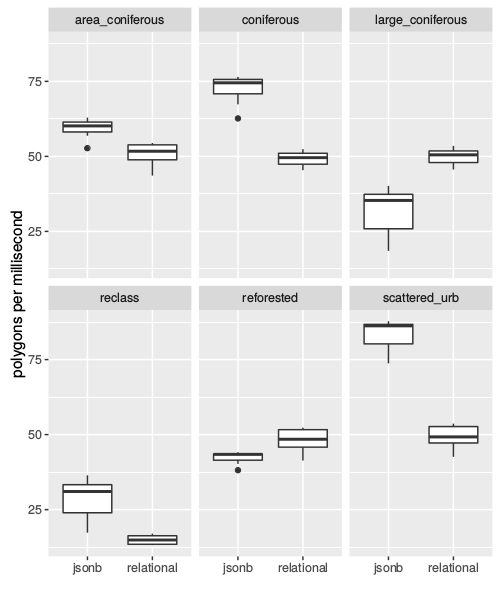 area_coniferous coniferous large_coniferous
75
50
25
polygons per millisecond
reclass reforested scattered_urb
75
50
25
jsonb relational jsonb relational jsonb relational